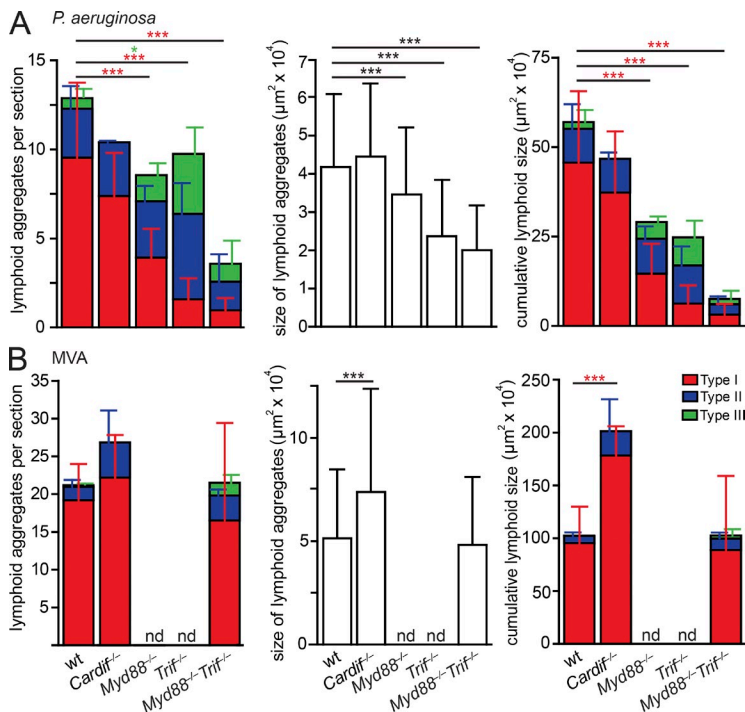 A
P. aeruginosa
***
*
***
***
15
10
5
0
lymphoid aggregates per section
***
***
***
7
6
5
4
3
2
1
0
size of lymphoid aggregates (µm² x 10⁴)
***
***
***
75
50
25
0
cumulative lymphoid size (µm² x 10⁴)
B
MVA
35
30
25
20
15
10
5
lymphoid aggregates per section
nd
nd
wt
Cardif-/-
Myd88-/-
Trif-/-
Myd88-/-Trif-/-
***
10
5
0
size of lymphoid aggregates (µm² x 10⁴)
nd
nd
wt
Cardif-/-
Myd88-/-
Trif-/-
Myd88-/-Trif-/-
***
250
200
150
100
50
0
cumulative lymphoid size (µm² x 10⁴)
Type I
Type II
Type III
nd
nd
wt
Cardif-/-
Myd88-/-
Trif-/-
Myd88-/-Trif-/-